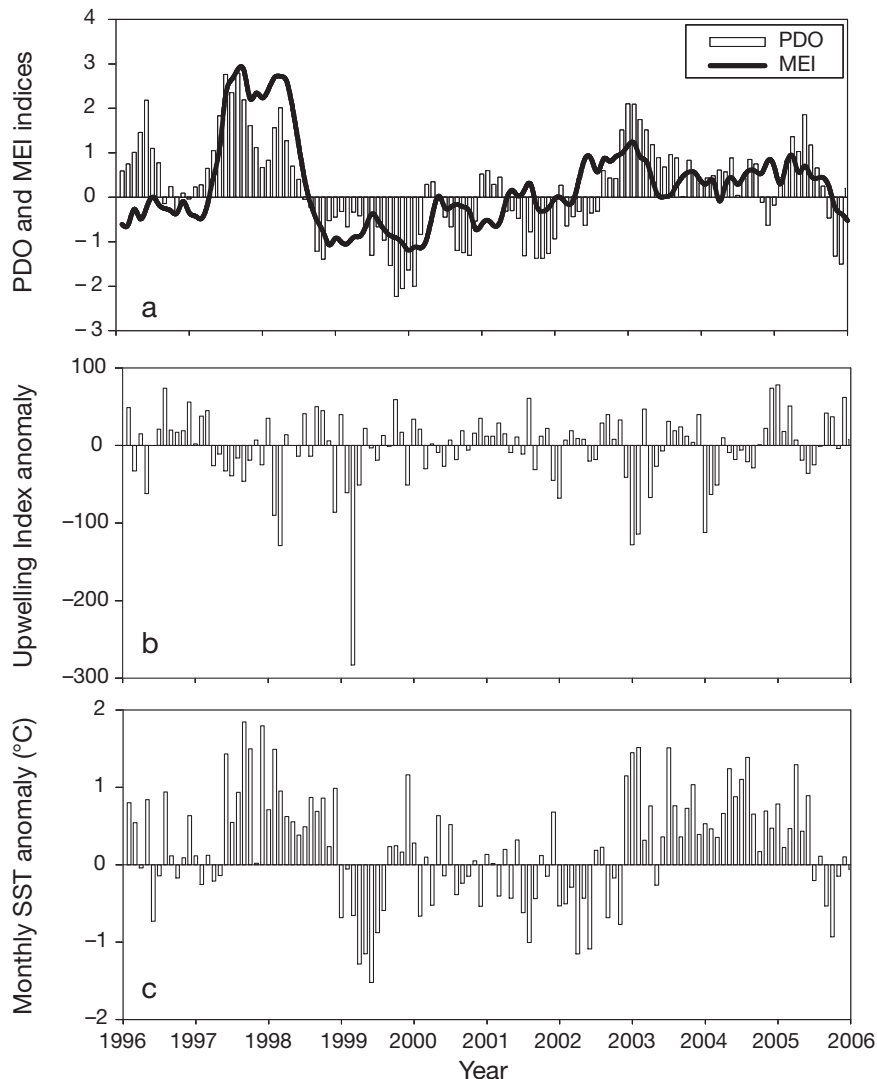 4
3
2
1
0
–1
–2
–3
PDO and MEI indices
PDO
MEI
a
100
0
–100
–200
–300
Upwelling Index anomaly
b
2
1
0
–1
–2
Monthly SST anomaly (°C)
c
1996 1997 1998 1999 2000 2001 2002 2003 2004 2005 2006
Year